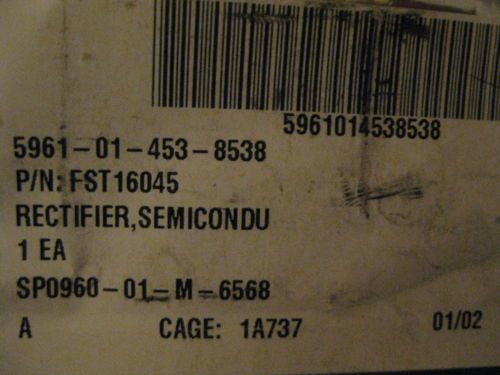 5961014538538
5961-01-453-8538
P/N: FST16045
RECTIFIER,SEMICONDU
1 EA
SP0960-01-M-6568
A CAGE: 1A737 01/02